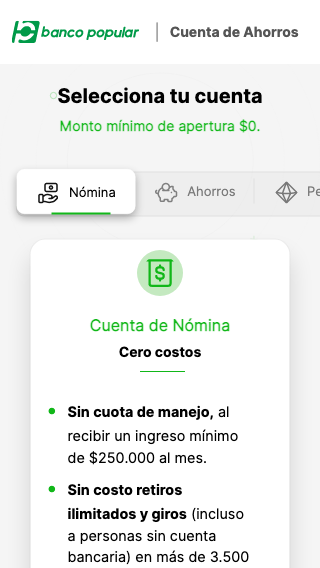 banco popular | Cuenta de Ahorros
Selecciona tu cuenta
Monto mínimo de apertura $0.
Nómina Ahorros Pe
Cuenta de Nómina
Cero costos
Sin cuota de manejo, al
recibir un ingreso mínimo
de $250.000 al mes.
Sin costo retiros
ilimitados y giros (incluso
a personas sin cuenta
bancaria) en más de 3.500